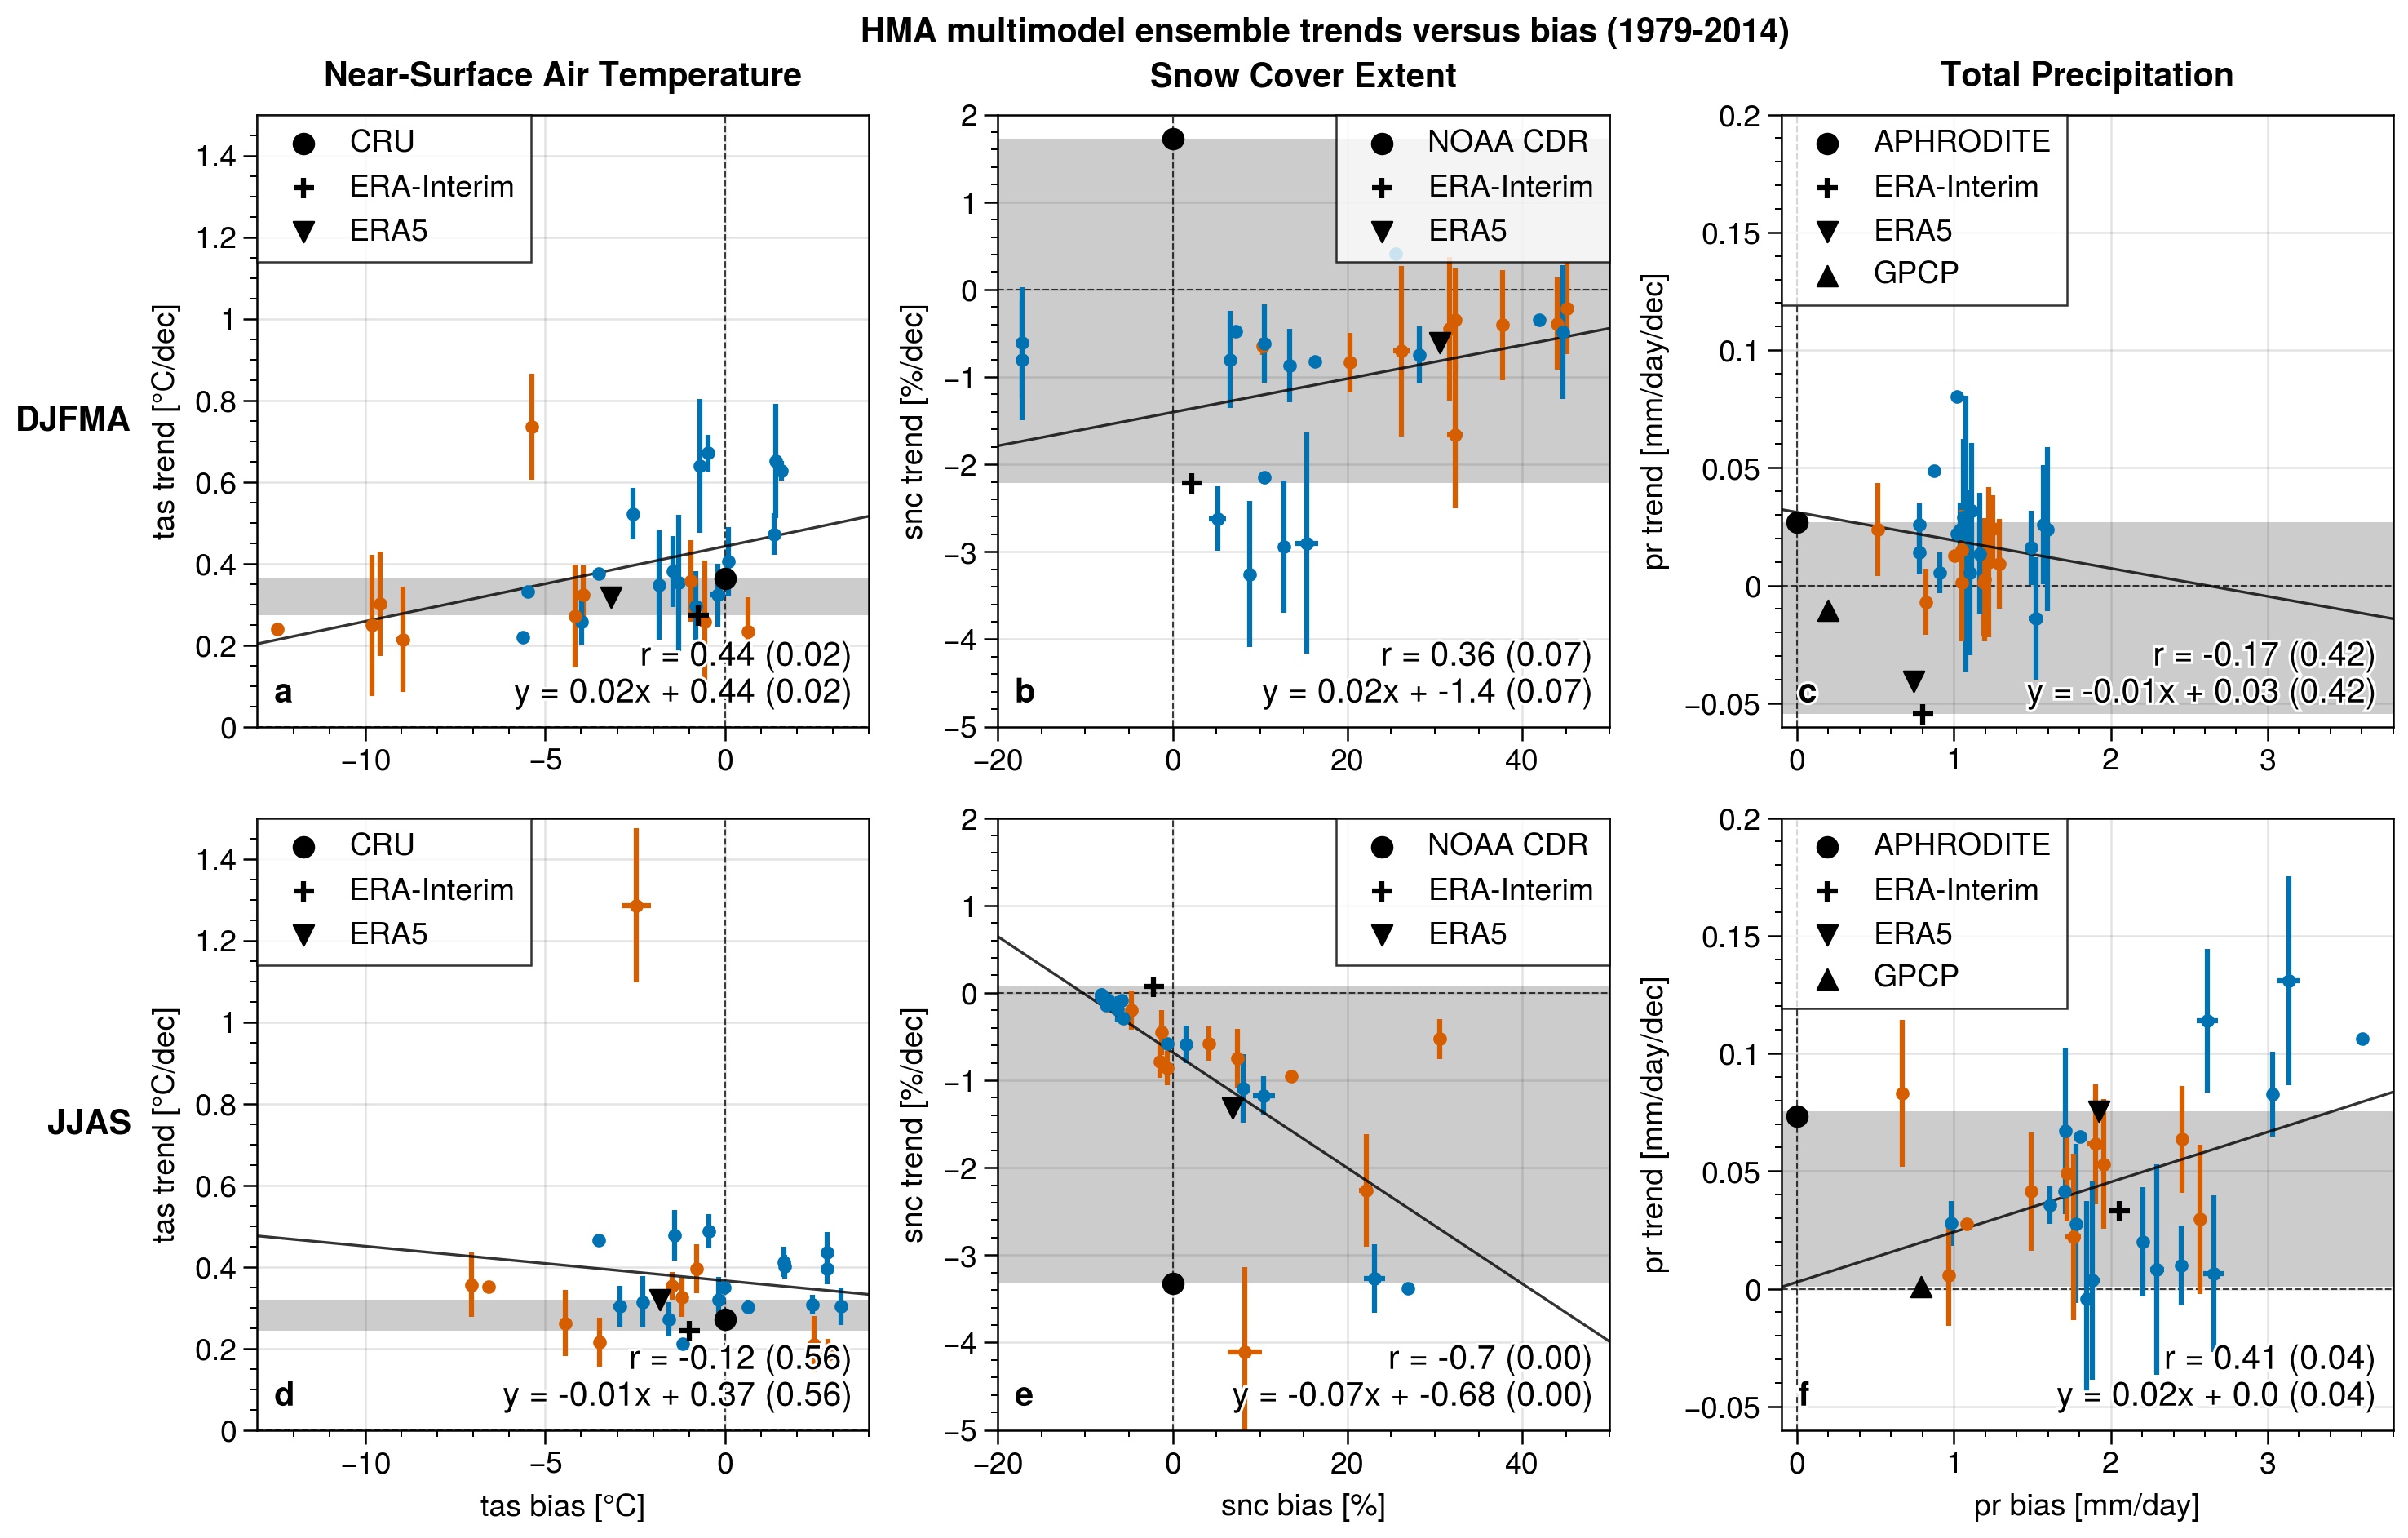 HMA multimodel ensemble trends versus bias (1979-2014)
Near-Surface Air Temperature
Snow Cover Extent
Total Precipitation
DJFMA
tas trend [°C/dec]
1.4
1.2
1
0.8
0.6
0.4
0.2
0
CRU
ERA-Interim
ERA5
r = 0.44 (0.02)
y = 0.02x + 0.44 (0.02)
a
−10
−5
0
snc trend [%/dec]
2
1
0
−1
−2
−3
−4
−5
NOAA CDR
ERA-Interim
ERA5
r = 0.36 (0.07)
y = 0.02x + -1.4 (0.07)
b
−20
0
20
40
pr trend [mm/day/dec]
0.2
0.15
0.1
0.05
0
−0.05
APHRODITE
ERA-Interim
ERA5
GPCP
r = -0.17 (0.42)
y = -0.01x + 0.03 (0.42)
c
0
1
2
3
JJAS
tas trend [°C/dec]
1.4
1.2
1
0.8
0.6
0.4
0.2
0
CRU
ERA-Interim
ERA5
r = -0.12 (0.56)
y = -0.01x + 0.37 (0.56)
d
−10
−5
0
tas bias [°C]
snc trend [%/dec]
2
1
0
−1
−2
−3
−4
−5
NOAA CDR
ERA-Interim
ERA5
r = -0.7 (0.00)
y = -0.07x + -0.68 (0.00)
e
−20
0
20
40
snc bias [%]
pr trend [mm/day/dec]
0.2
0.15
0.1
0.05
0
−0.05
APHRODITE
ERA-Interim
ERA5
GPCP
r = 0.41 (0.04)
y = 0.02x + 0.0 (0.04)
f
0
1
2
3
pr bias [mm/day]